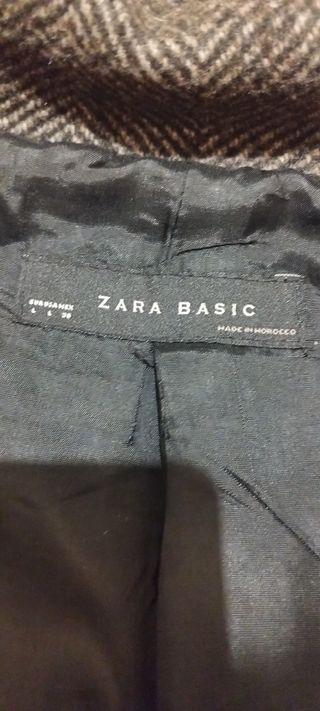 EUR USA MEX
L L 30
ZARA BASIC
MADE IN MOROCCO